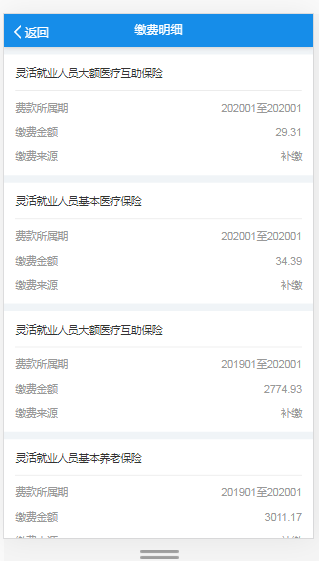 返回
缴费明细
灵活就业人员大额医疗互助保险
费款所属期 202001至202001
缴费金额 29.31
缴费来源 补缴
灵活就业人员基本医疗保险
费款所属期 202001至202001
缴费金额 34.39
缴费来源 补缴
灵活就业人员大额医疗互助保险
费款所属期 201901至202001
缴费金额 2774.93
缴费来源 补缴
灵活就业人员基本养老保险
费款所属期 201901至202001
缴费金额 3011.17